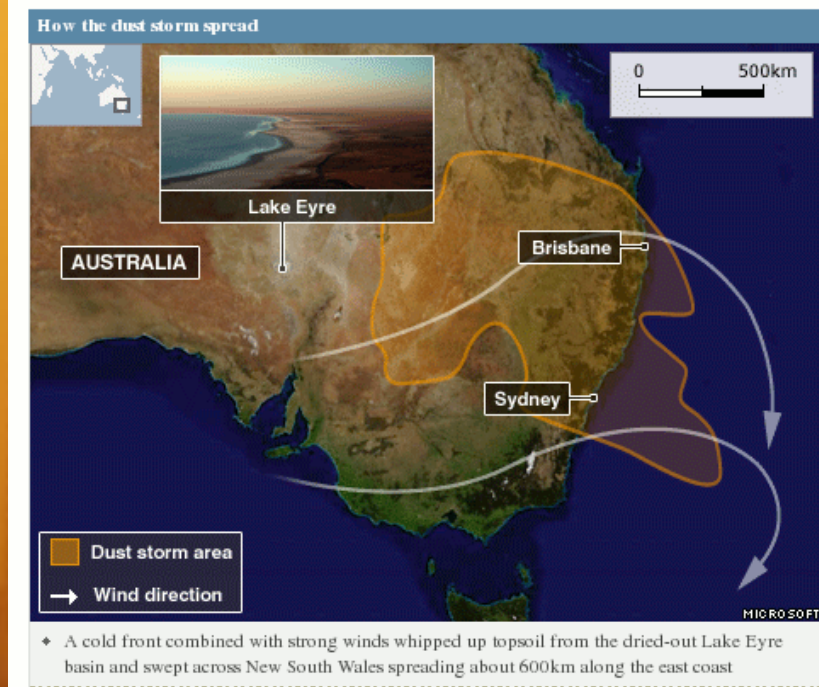 How the dust storm spread
0 500km
Lake Eyre
AUSTRALIA
Brisbane
Sydney
Dust storm area
Wind direction
MICROSOFT
A cold front combined with strong winds whipped up topsoil from the dried-out Lake Eyre
basin and swept across New South Wales spreading about 600km along the east coast